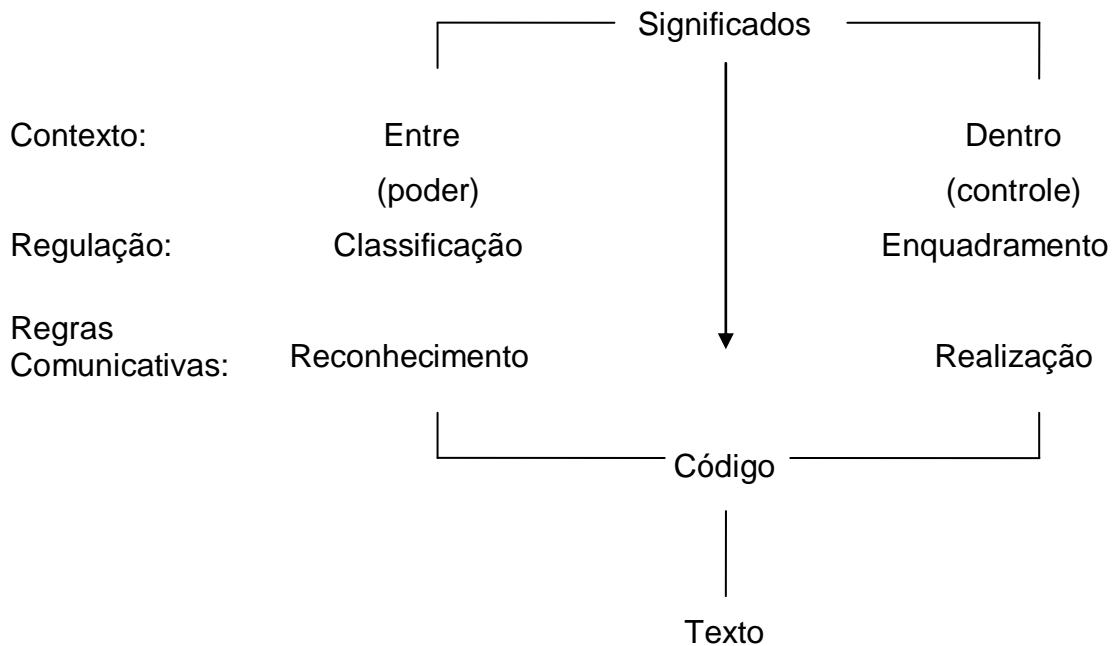 Significados
Contexto: Entre Dentro
(poder) (controle)
Regulação: Classificação Enquadramento
Regras
Comunicativas: Reconhecimento Realização
Código
Texto